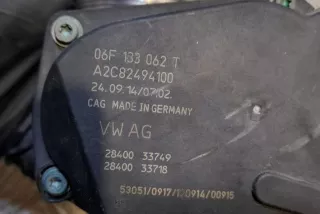 06F 133 062 T
A2C82494100
24.09.14/07:02
CAG MADE IN GERMANY
VW AG
28400 33749
28400 33718
53051/0917/130914/00915